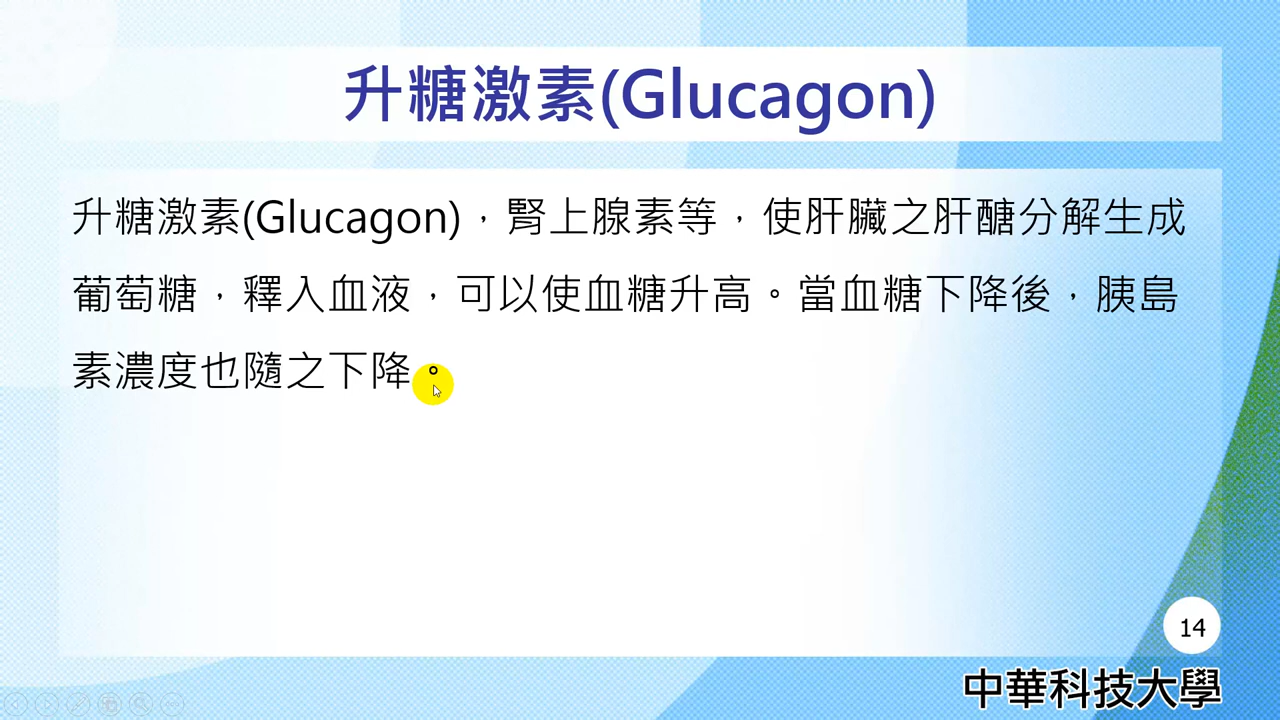 升糖激素(Glucagon)
升糖激素(Glucagon)，腎上腺素等，使肝臟之肝醣分解生成
葡萄糖，釋入血液，可以使血糖升高。當血糖下降後，胰島
素濃度也隨之下降。
14
中華科技大學